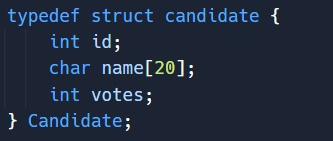 typedef struct candidate {
    int id;
    char name[20];
    int votes;
} Candidate;